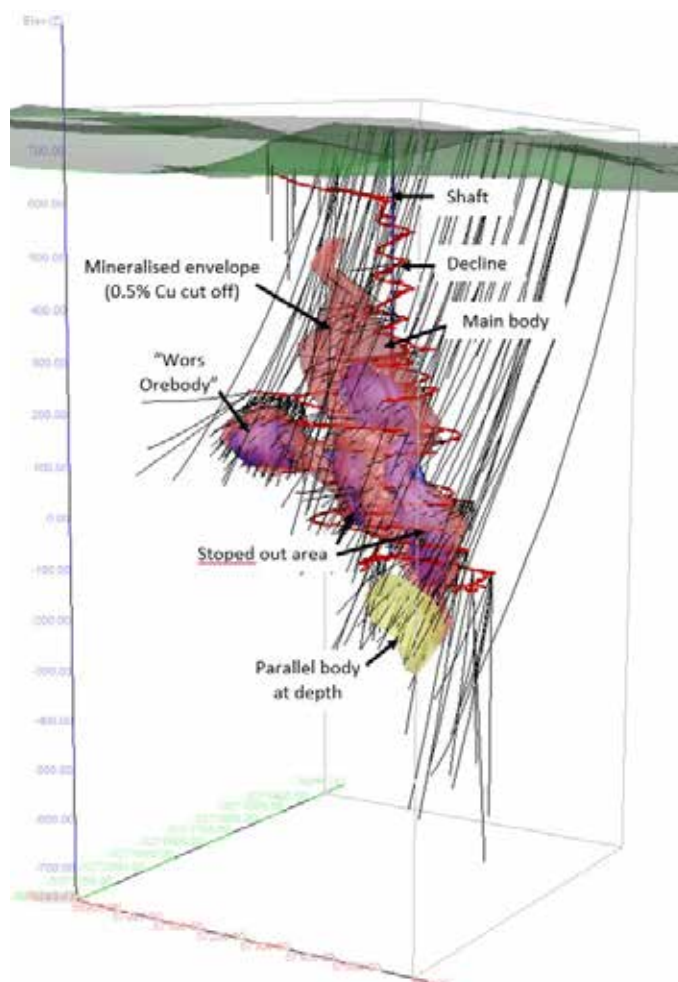 Elev (Z)
700.00
600.00
Shaft
500.00
Mineralised envelope
(0.5% Cu cut off)
Decline
400.00
Main body
300.00
"Wors
Orebody"
200.00
100.00
0.00
Stoped out area
-100.00
-200.00
Parallel body
at depth
-300.00
-400.00
-500.00
-600.00
-700.00